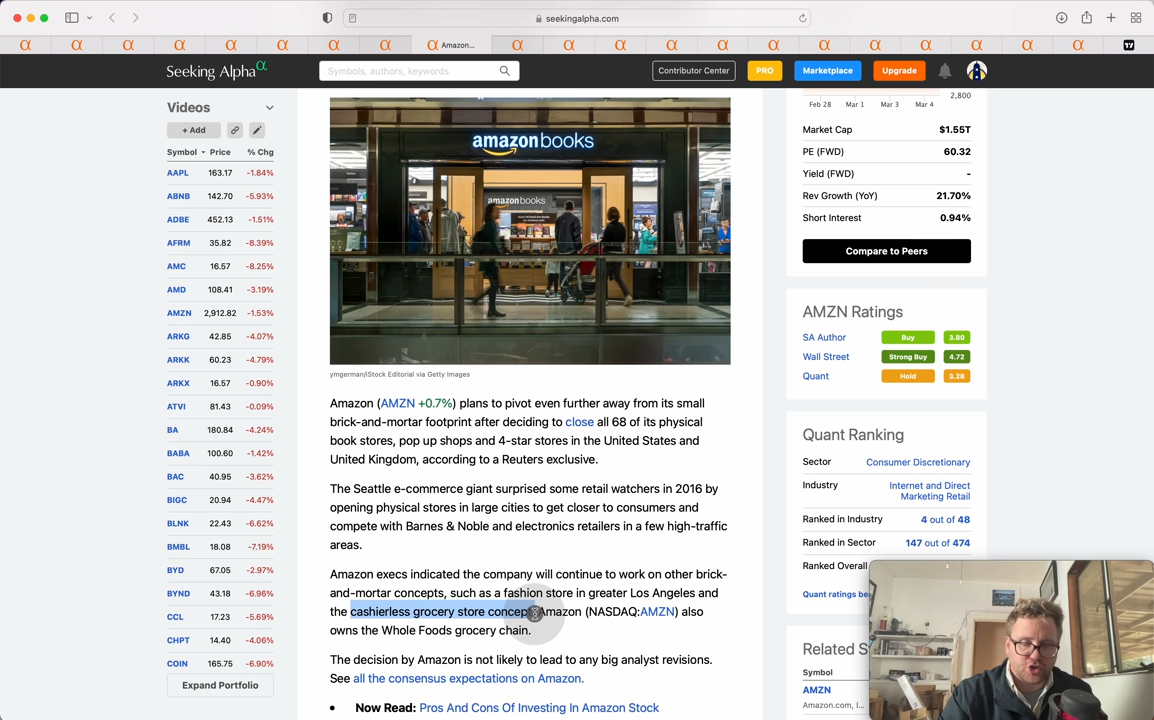 seekingalpha.com
Amazon...
Seeking Alpha α
Symbols, authors, keywords
Contributor Center
PRO
Marketplace
Upgrade
Videos
+ Add
Symbol Price % Chg
AAPL 163.17 -1.84%
ABNB 142.70 -5.93%
ADBE 452.13 -1.51%
AFRM 35.82 -8.39%
AMC 16.57 -8.25%
AMD 108.41 -3.19%
AMZN 2,912.82 -1.53%
ARKG 42.85 -4.07%
ARKK 60.23 -4.79%
ARKX 16.57 -0.90%
ATVI 81.43 -0.09%
BA 180.84 -4.24%
BABA 100.60 -1.42%
BAC 40.95 -3.62%
BIGC 20.94 -4.47%
BLNK 22.43 -6.62%
BMBL 18.08 -7.19%
BYD 67.05 -2.97%
BYND 43.18 -6.96%
CCL 17.23 -5.69%
CHPT 14.40 -4.06%
COIN 165.75 -6.90%
Expand Portfolio
amazonbooks
amazonbooks
ymgerman/iStock Editorial via Getty Images
Amazon (AMZN +0.7%) plans to pivot even further away from its small
brick-and-mortar footprint after deciding to close all 68 of its physical
book stores, pop up shops and 4-star stores in the United States and
United Kingdom, according to a Reuters exclusive.
The Seattle e-commerce giant surprised some retail watchers in 2016 by
opening physical stores in large cities to get closer to consumers and
compete with Barnes & Noble and electronics retailers in a few high-traffic
areas.
Amazon execs indicated the company will continue to work on other brick-
and-mortar concepts, such as a fashion store in greater Los Angeles and
the cashierless grocery store concept Amazon (NASDAQ:AMZN) also
owns the Whole Foods grocery chain.
The decision by Amazon is not likely to lead to any big analyst revisions.
See all the consensus expectations on Amazon.
• Now Read: Pros And Cons Of Investing In Amazon Stock
2,800
Feb 28 Mar 1 Mar 3 Mar 4
Market Cap $1.55T
PE (FWD) 60.32
Yield (FWD) -
Rev Growth (YoY) 21.70%
Short Interest 0.94%
Compare to Peers
AMZN Ratings
SA Author Buy 3.80
Wall Street Strong Buy 4.72
Quant Hold 3.28
Quant Ranking
Sector Consumer Discretionary
Industry Internet and Direct
Marketing Retail
Ranked in Industry 4 out of 48
Ranked in Sector 147 out of 474
Ranked Overall
Quant ratings be
Related S
Symbol
AMZN
Amazon.com, I...